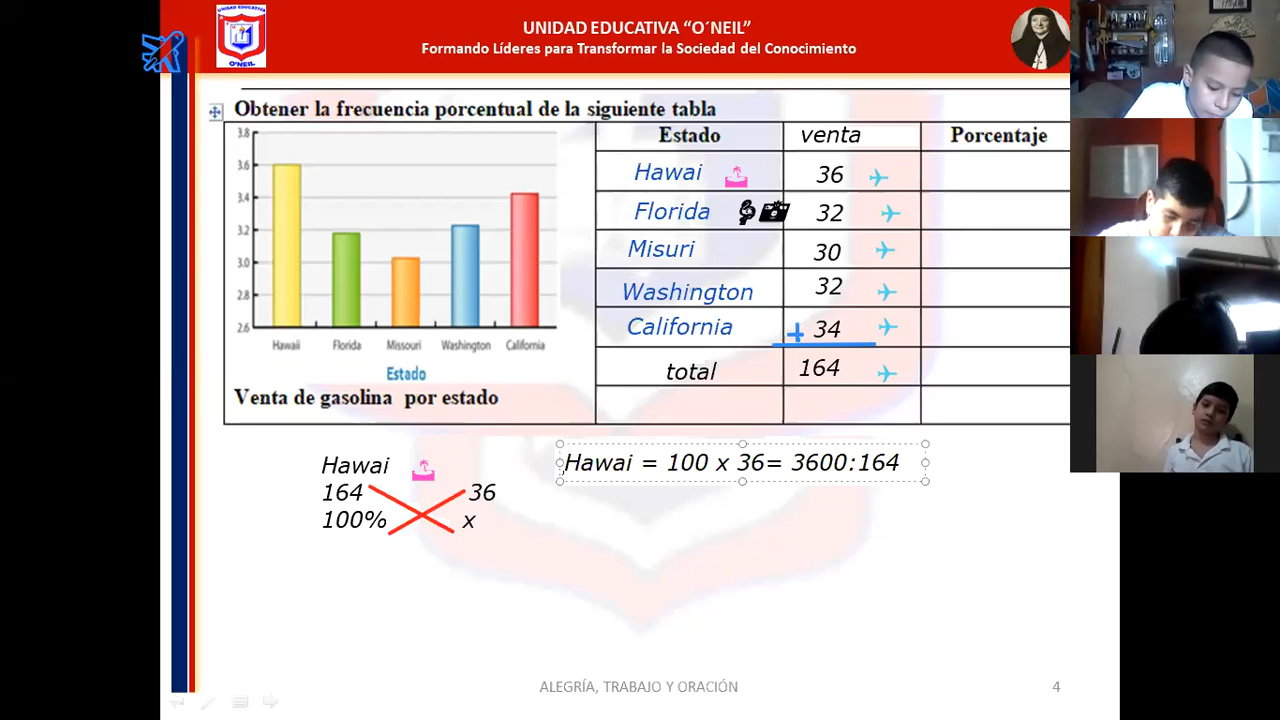 UNIDAD EDUCATIVA “O´NEIL”
Formando Líderes para Transformar la Sociedad del Conocimiento
UNIDAD EDUCATIVA
O'NEIL
Obtener la frecuencia porcentual de la siguiente tabla
3.8
3.6
3.4
3.2
3.0
2.8
2.6
Hawaii Florida Missouri Washington California
Estado
Venta de gasolina por estado
Estado venta Porcentaje
Hawai 36
Florida 32
Misuri 30
Washington 32
California + 34
total 164
Hawai
164 36
100% x
Hawai = 100 x 36= 3600:164
ALEGRÍA, TRABAJO Y ORACIÓN
4